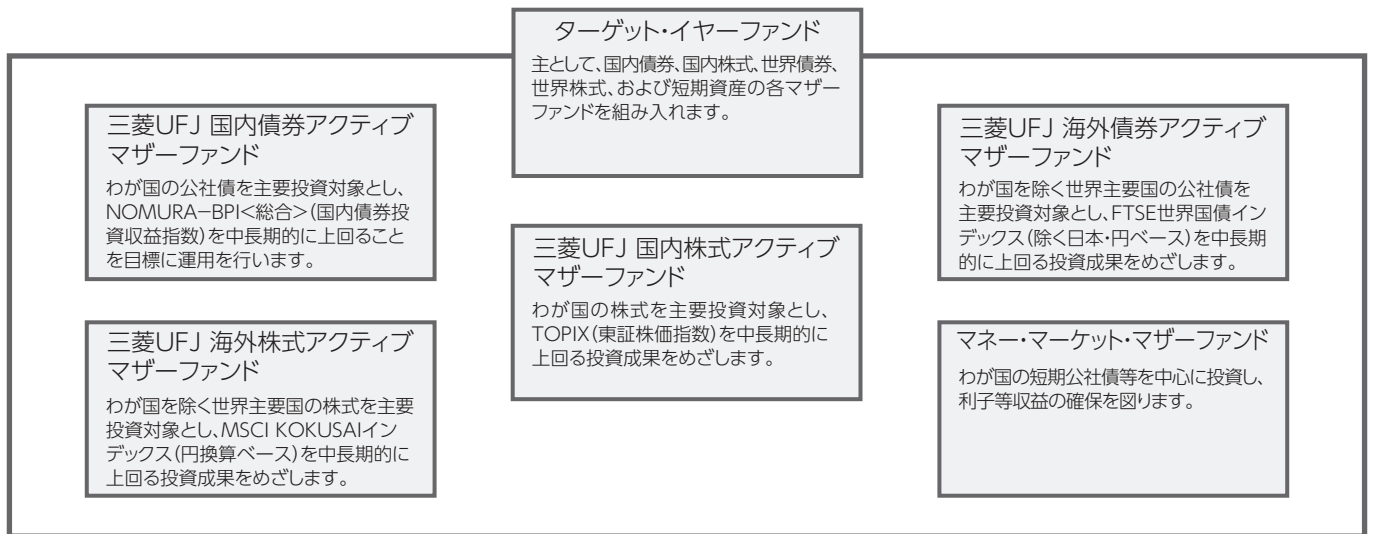 ターゲット・イヤーファンド
主として、国内債券、国内株式、世界債券、
世界株式、および短期資産の各マザー
ファンドを組み入れます。
三菱UFJ 国内債券アクティブ
マザーファンド
わが国の公社債を主要投資対象とし、
NOMURA−BPI<総合>(国内債券投
資収益指数)を中長期的に上回ること
を目標に運用を行います。
三菱UFJ 国内株式アクティブ
マザーファンド
わが国の株式を主要投資対象とし、
TOPIX(東証株価指数)を中長期的に
上回る投資成果をめざします。
三菱UFJ 海外債券アクティブ
マザーファンド
わが国を除く世界主要国の公社債を
主要投資対象とし、FTSE世界国債イン
デックス(除く日本・円ベース)を中長期
的に上回る投資成果をめざします。
三菱UFJ 海外株式アクティブ
マザーファンド
わが国を除く世界主要国の株式を主要
投資対象とし、MSCI KOKUSAIイン
デックス(円換算ベース)を中長期的に
上回る投資成果をめざします。
マネー・マーケット・マザーファンド
わが国の短期公社債等を中心に投資し、
利子等収益の確保を図ります。